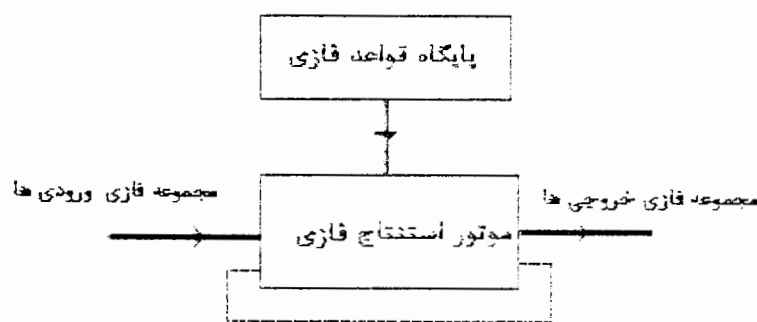 پایگاه قواعد فازی
مجموعه فازی ورودی ها
موتور استنتاج فازی
مجموعه فازی خروجی ها